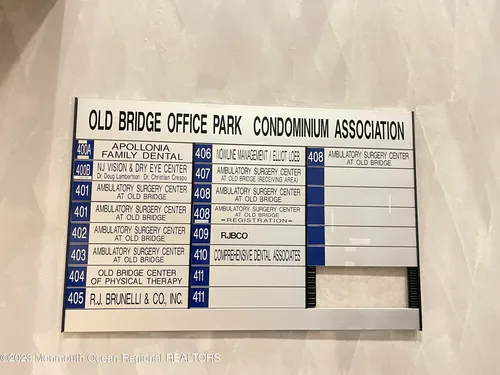 OLD BRIDGE OFFICE PARK CONDOMINIUM ASSOCIATION
400A APOLLONIA
FAMILY DENTAL
400B NJ VISION & DRY EYE CENTER
Dr. Doug Lambertson, Dr. Christian Crespo
401 AMBULATORY SURGERY CENTER
AT OLD BRIDGE
401 AMBULATORY SURGERY CENTER
AT OLD BRIDGE
402 AMBULATORY SURGERY CENTER
AT OLD BRIDGE
403 AMBULATORY SURGERY CENTER
AT OLD BRIDGE
404 OLD BRIDGE CENTER
OF PHYSICAL THERAPY
405 R.J. BRUNELLI & CO., INC.
406 MANAGEMENT / ELLIOT LOEB
407 AMBULATORY SURGERY CENTER
AT OLD BRIDGE (RECEIVING AREA)
408 AMBULATORY SURGERY CENTER
AT OLD BRIDGE
408 AMBULATORY SURGERY CENTER
AT OLD BRIDGE
-REGISTRATION-
409 RJBCO
410 COMPREHENSIVE DENTAL ASSOCIATES
411
411
408 AMBULATORY SURGERY CENTER
AT OLD BRIDGE
©2023 Monmouth Ocean Regional REALTORS